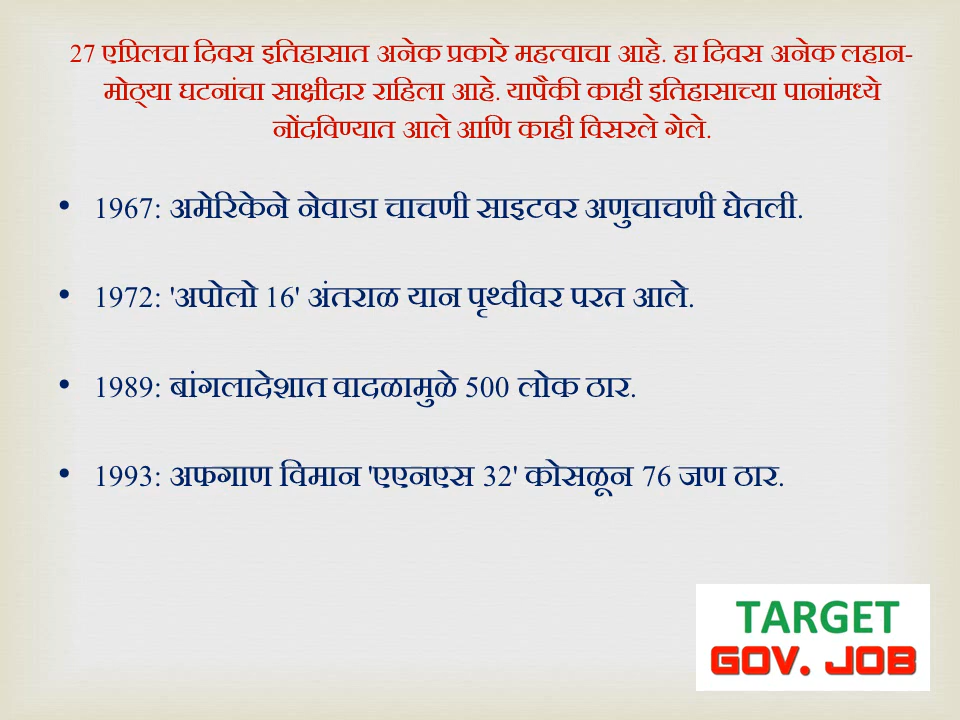 27 एप्रिलचा दिवस इतिहासात अनेक प्रकारे महत्वाचा आहे. हा दिवस अनेक लहान-
मोठ्या घटनांचा साक्षीदार राहिला आहे. यापैकी काही इतिहासाच्या पानांमध्ये
नोंदविण्यात आले आणि काही विसरले गेले.
• 1967: अमेरिकेने नेवाडा चाचणी साइटवर अणुचाचणी घेतली.
• 1972: 'अपोलो 16' अंतराळ यान पृथ्वीवर परत आले.
• 1989: बांगलादेशात वादळामुळे 500 लोक ठार.
• 1993: अफगाण विमान 'एएनएस 32' कोसळून 76 जण ठार.
TARGET
GOV. JOB